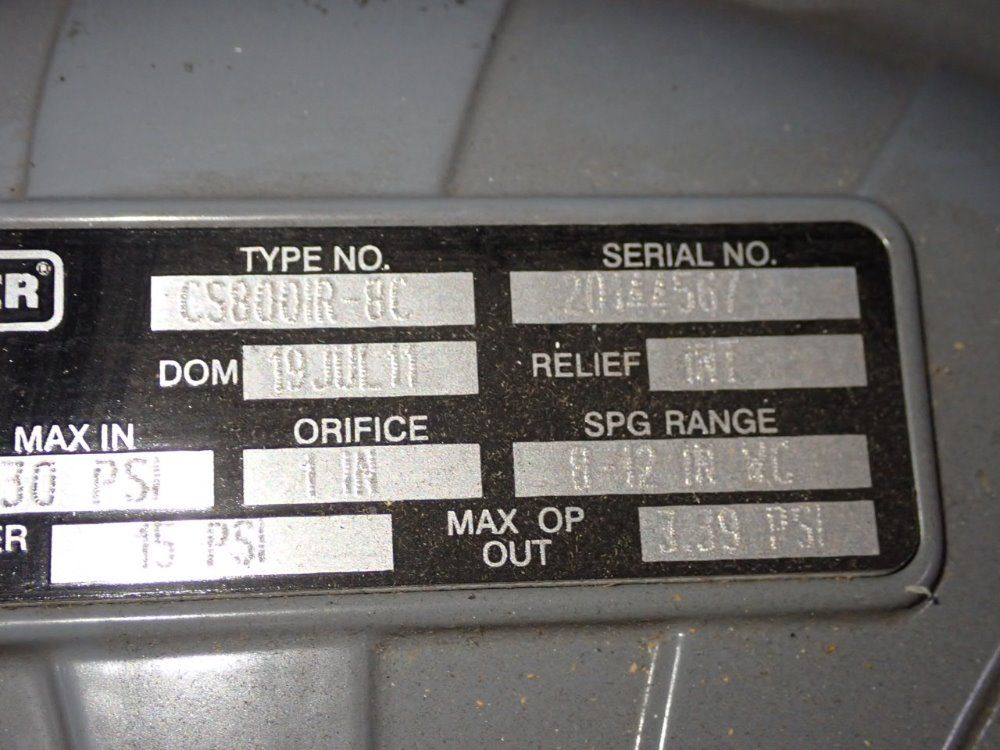 ER®
TYPE NO. SERIAL NO.
CS800IR-8C 20144567
DOM 19JUL11 RELIEF INT
MAX IN ORIFICE SPG RANGE
30 PSI 1 IN 8-12 IN WC
ER 15 PSI MAX OP OUT 3.39 PSI